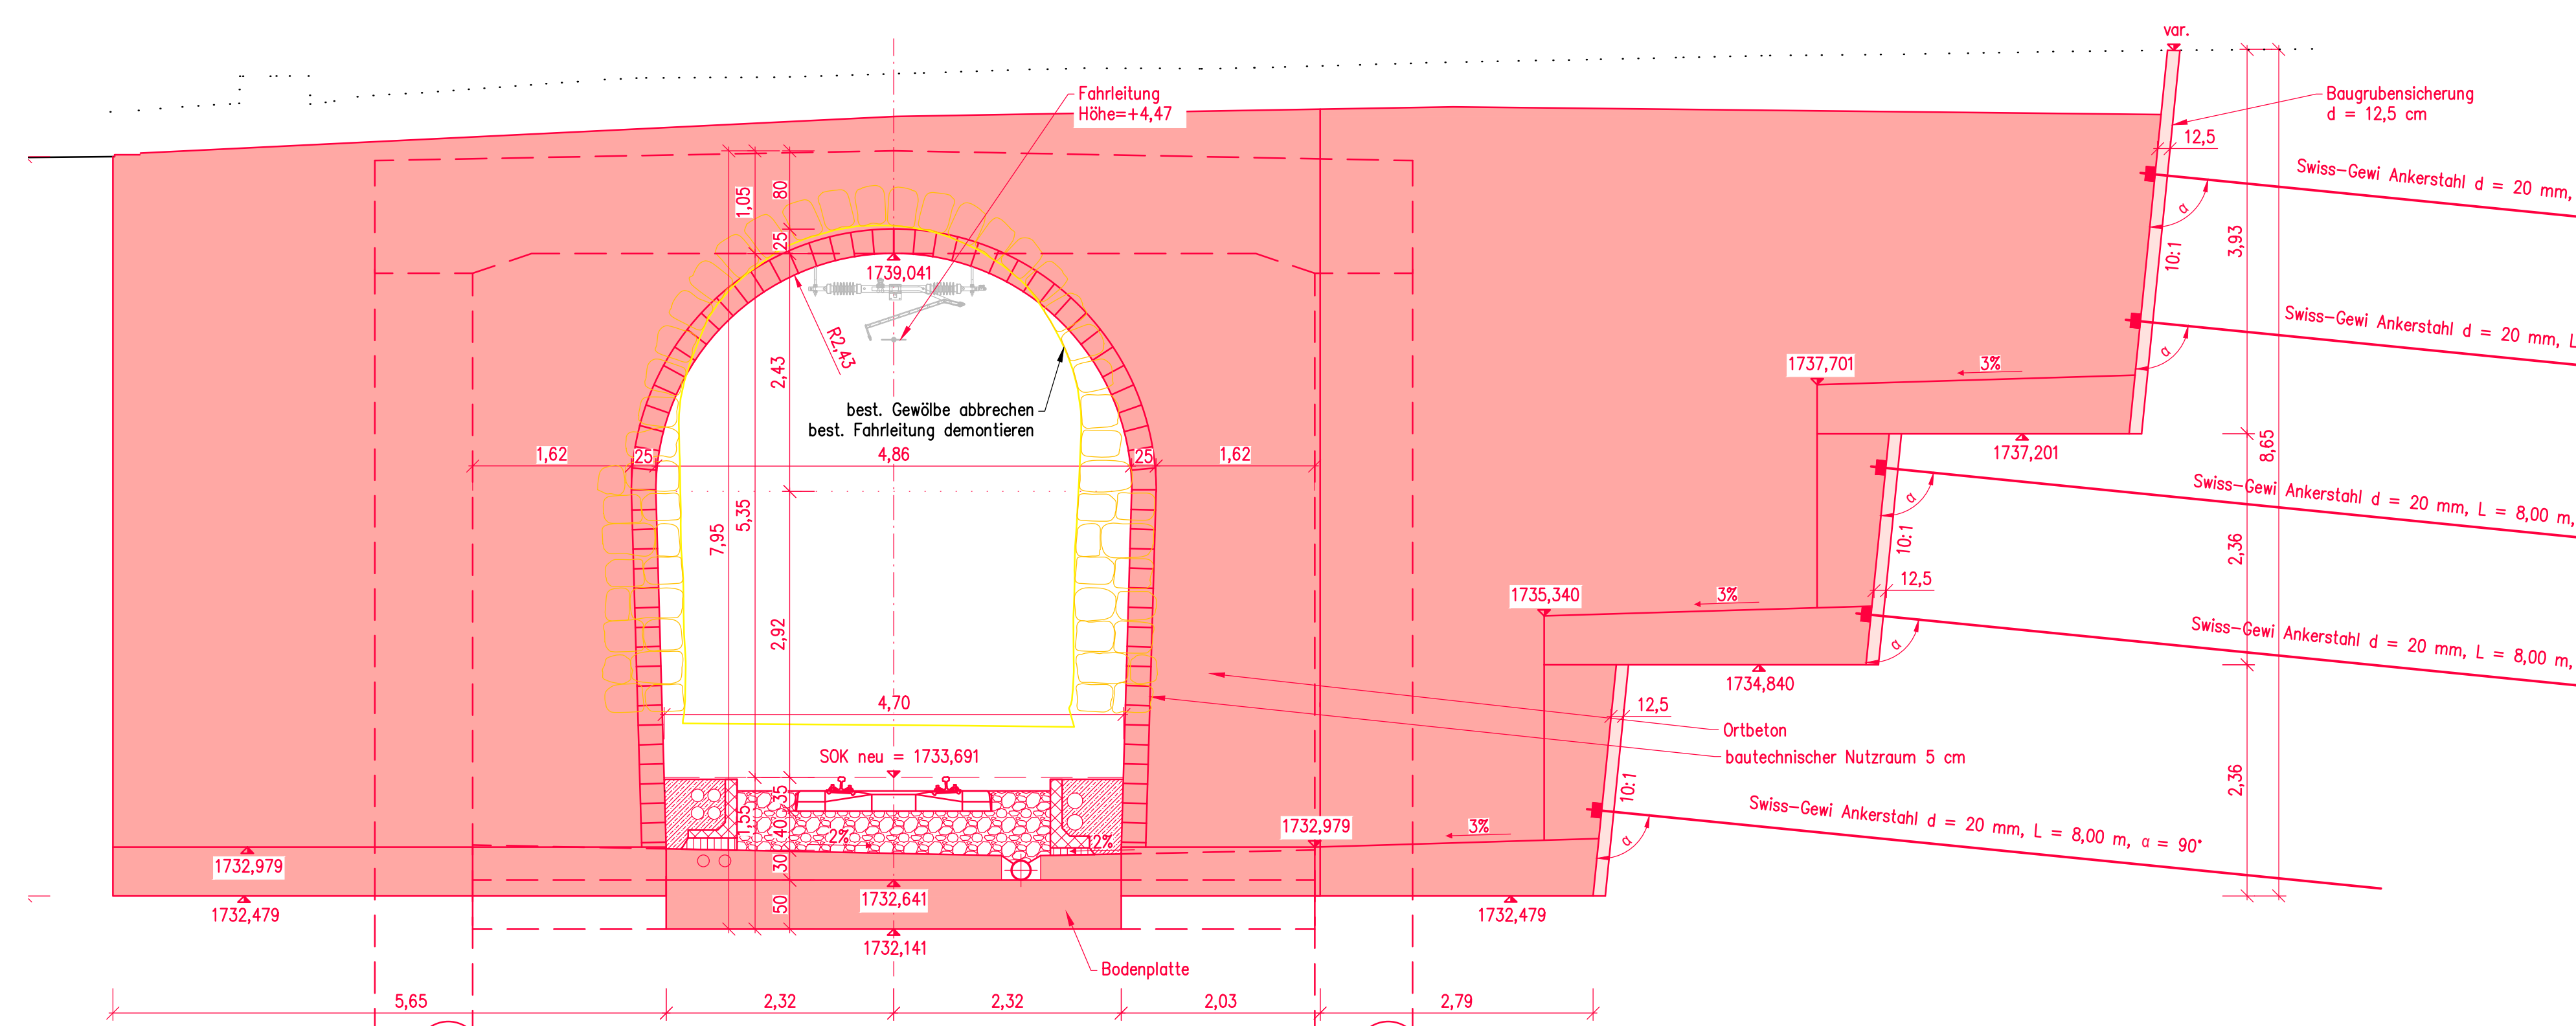 var.
Fahrleitung
Höhe=+4,47
Baugrubensicherung
d = 12,5 cm
12,5
Swiss-Gewi Ankerstahl d = 20 mm,
80
1,05
25
α
1739,041
10:1
3,93
R2,43
2,43
Swiss-Gewi Ankerstahl d = 20 mm, L
α
1737,701
3%
best. Gewölbe abbrechen
best. Fahrleitung demontieren
1,62
25
4,86
25
1,62
1737,201
8,65
Swiss-Gewi Ankerstahl d = 20 mm, L = 8,00 m,
α
7,95
5,35
10:1
2,36
12,5
1735,340
3%
2,92
Swiss-Gewi Ankerstahl d = 20 mm, L = 8,00 m,
α
1734,840
4,70
12,5
Ortbeton
bautechnischer Nutzraum 5 cm
SOK neu = 1733,691
10:1
2,36
35
1,55
40
2%
2%
1732,979
3%
Swiss-Gewi Ankerstahl d = 20 mm, L = 8,00 m, α = 90°
α
1732,979
30
1732,641
50
1732,479
1732,479
1732,141
Bodenplatte
5,65
2,32
2,32
2,03
2,79